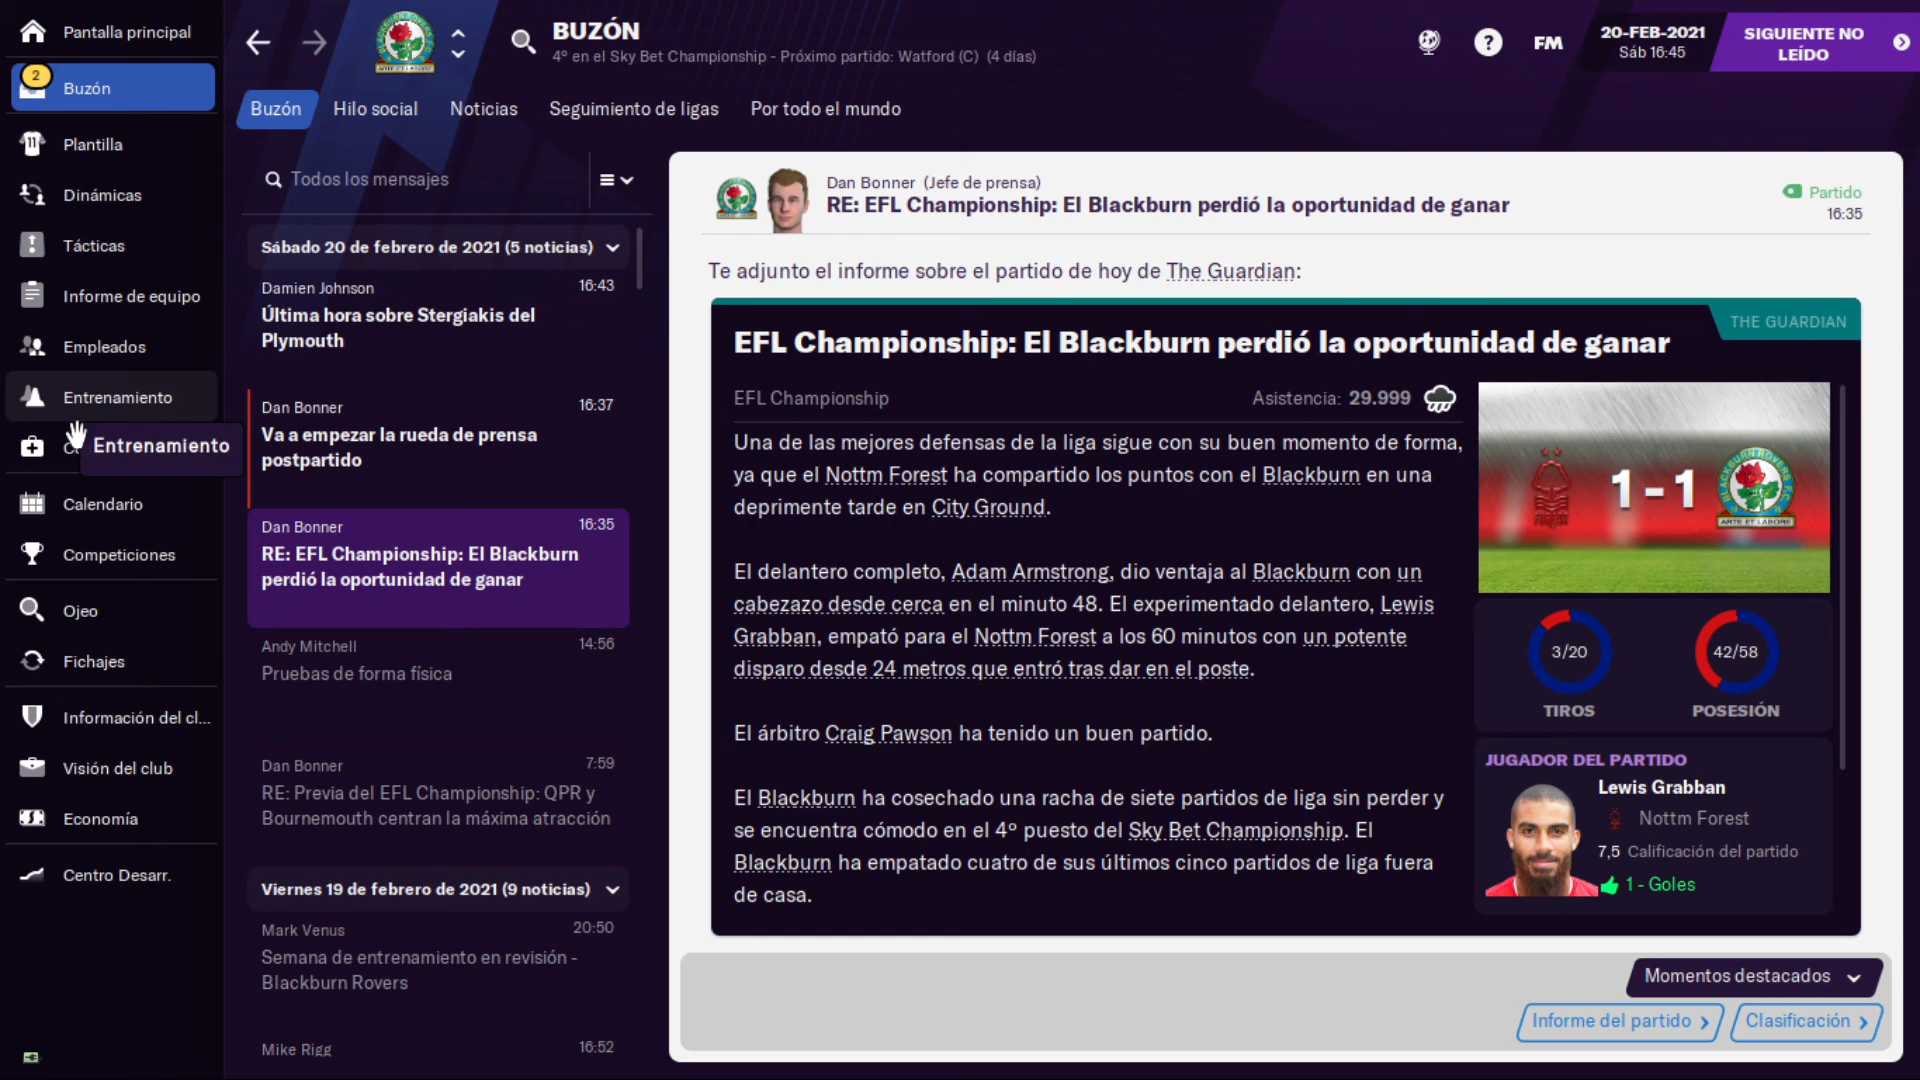 Pantalla principal
2
Buzón
Plantilla
Dinámicas
Tácticas
Informe de equipo
Empleados
Entrenamiento
Entrenamiento
Calendario
Competiciones
Ojeo
Fichajes
Información del cl...
Visión del club
Economía
Centro Desarr.
BUZÓN
4º en el Sky Bet Championship - Próximo partido: Watford (C) (4 días)
FM
20-FEB-2021
Sáb 16:45
SIGUIENTE NO
LEÍDO
Buzón
Hilo social
Noticias
Seguimiento de ligas
Por todo el mundo
Todos los mensajes
Sábado 20 de febrero de 2021 (5 noticias)
Damien Johnson 16:43
Última hora sobre Stergiakis del
Plymouth
Dan Bonner 16:37
Va a empezar la rueda de prensa
postpartido
Dan Bonner 16:35
RE: EFL Championship: El Blackburn
perdió la oportunidad de ganar
Andy Mitchell 14:56
Pruebas de forma física
Dan Bonner 7:59
RE: Previa del EFL Championship: QPR y
Bournemouth centran la máxima atracción
Viernes 19 de febrero de 2021 (9 noticias)
Mark Venus 20:50
Semana de entrenamiento en revisión -
Blackburn Rovers
Mike Rigg 16:52
Dan Bonner (Jefe de prensa)
RE: EFL Championship: El Blackburn perdió la oportunidad de ganar
Partido
16:35
Te adjunto el informe sobre el partido de hoy de The Guardian:
THE GUARDIAN
EFL Championship: El Blackburn perdió la oportunidad de ganar
EFL Championship
Asistencia: 29.999
Una de las mejores defensas de la liga sigue con su buen momento de forma,
ya que el Nottm Forest ha compartido los puntos con el Blackburn en una
deprimente tarde en City Ground.
El delantero completo, Adam Armstrong, dio ventaja al Blackburn con un
cabezazo desde cerca en el minuto 48. El experimentado delantero, Lewis
Grabban, empató para el Nottm Forest a los 60 minutos con un potente
disparo desde 24 metros que entró tras dar en el poste.
El árbitro Craig Pawson ha tenido un buen partido.
El Blackburn ha cosechado una racha de siete partidos de liga sin perder y
se encuentra cómodo en el 4º puesto del Sky Bet Championship. El
Blackburn ha empatado cuatro de sus últimos cinco partidos de liga fuera
de casa.
1 - 1
3/20
TIROS
42/58
POSESIÓN
JUGADOR DEL PARTIDO
Lewis Grabban
Nottm Forest
7,5 Calificación del partido
1 - Goles
Momentos destacados
Informe del partido
Clasificación